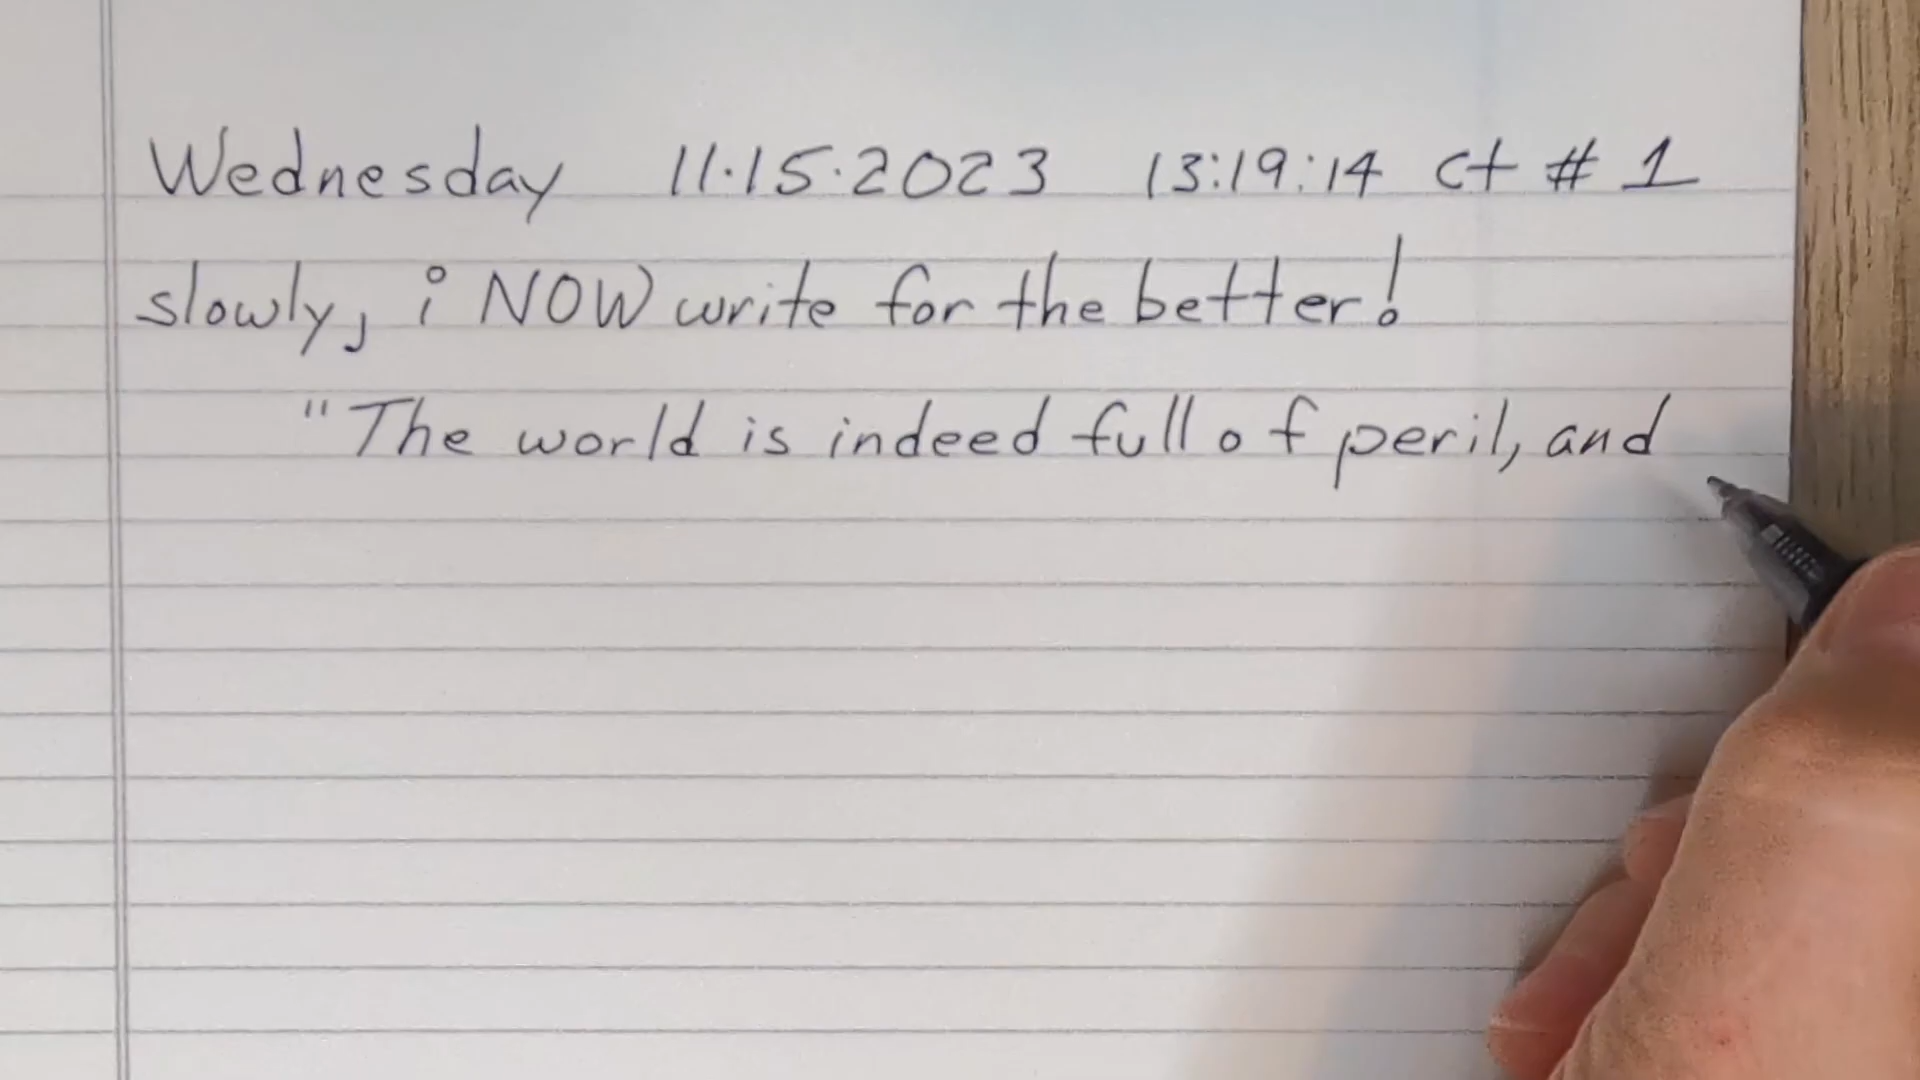 Wednesday 11.15.2023 13:19:14 ct # 1
slowly, i NOW write for the better!
"The world is indeed full of peril, and